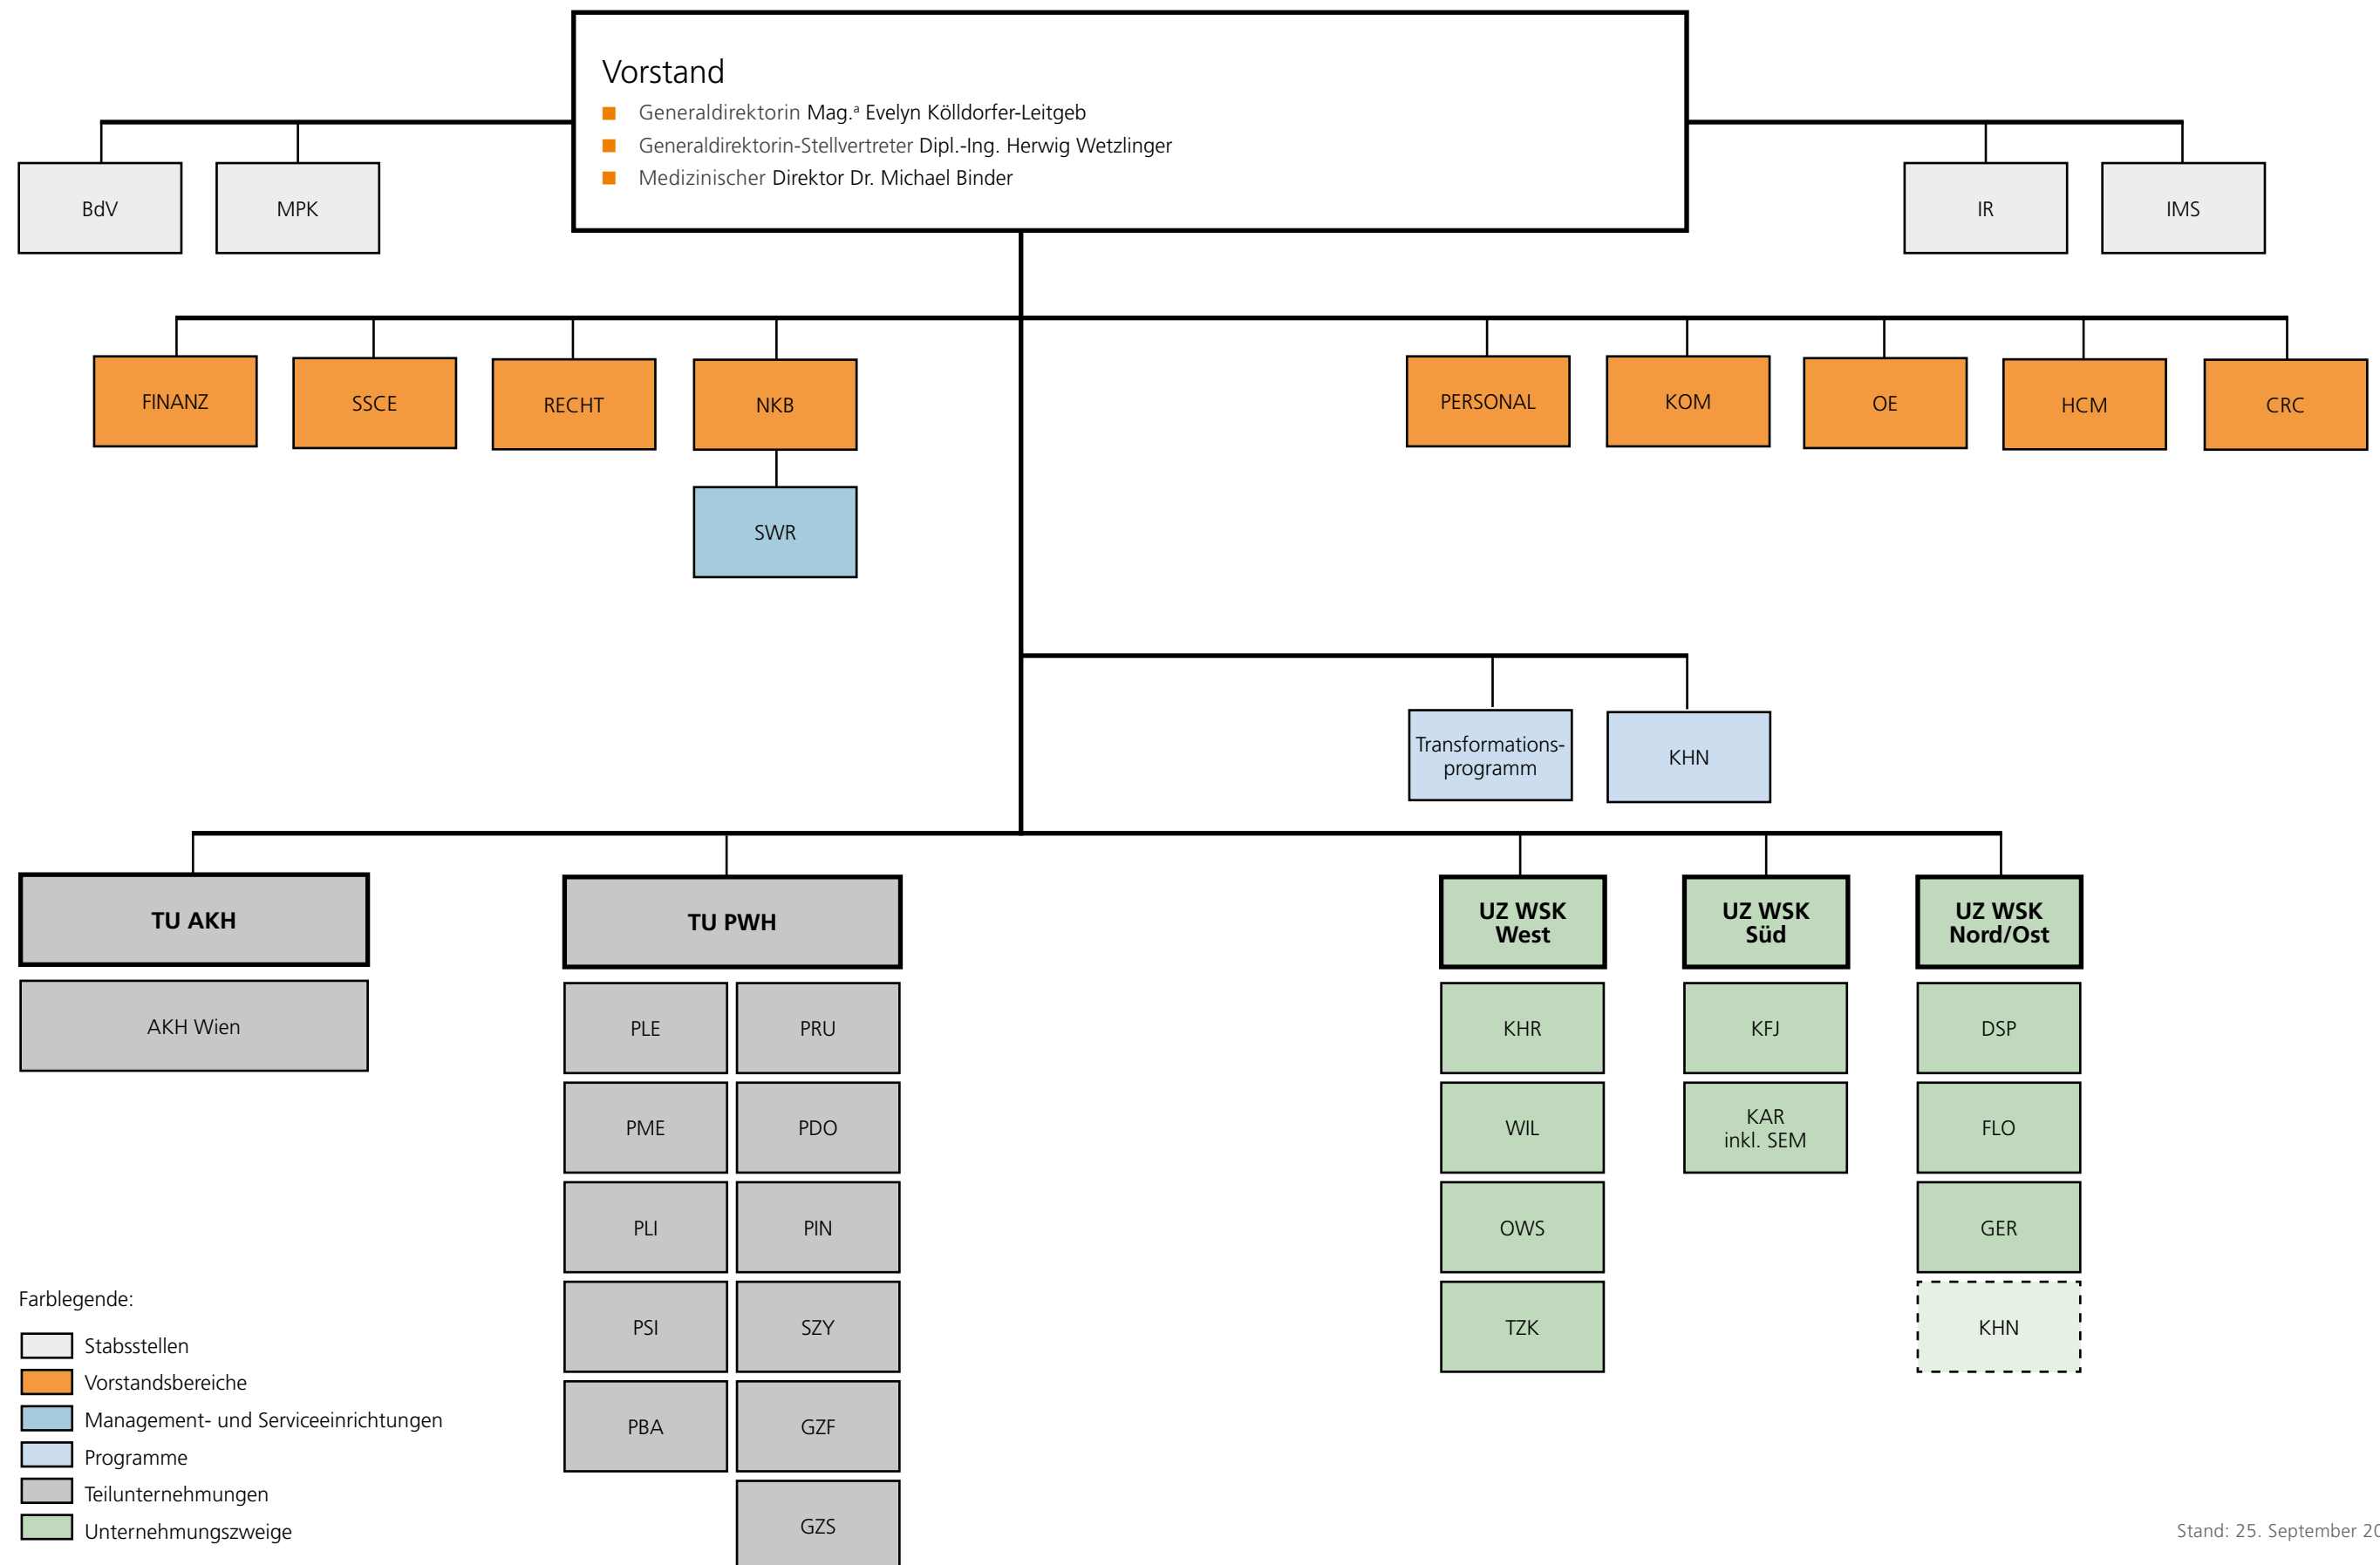 Vorstand
Generaldirektorin Mag.ª Evelyn Kölldorfer-Leitgeb
Generaldirektorin-Stellvertreter Dipl.-Ing. Herwig Wetzlinger
Medizinischer Direktor Dr. Michael Binder
BdV
MPK
IR
IMS
FINANZ
SSCE
RECHT
NKB
PERSONAL
KOM
OE
HCM
CRC
SWR
Transformations-
programm
KHN
TU AKH
TU PWH
UZ WSK
West
UZ WSK
Süd
UZ WSK
Nord/Ost
AKH Wien
PLE
PRU
KHR
KFJ
DSP
PME
PDO
WIL
KAR
inkl. SEM
FLO
PLI
PIN
OWS
GER
PSI
SZY
TZK
KHN
PBA
GZF
GZS
Farblegende:
Stabsstellen
Vorstandsbereiche
Management- und Serviceeinrichtungen
Programme
Teilunternehmungen
Unternehmungszweige
Stand: 25. September